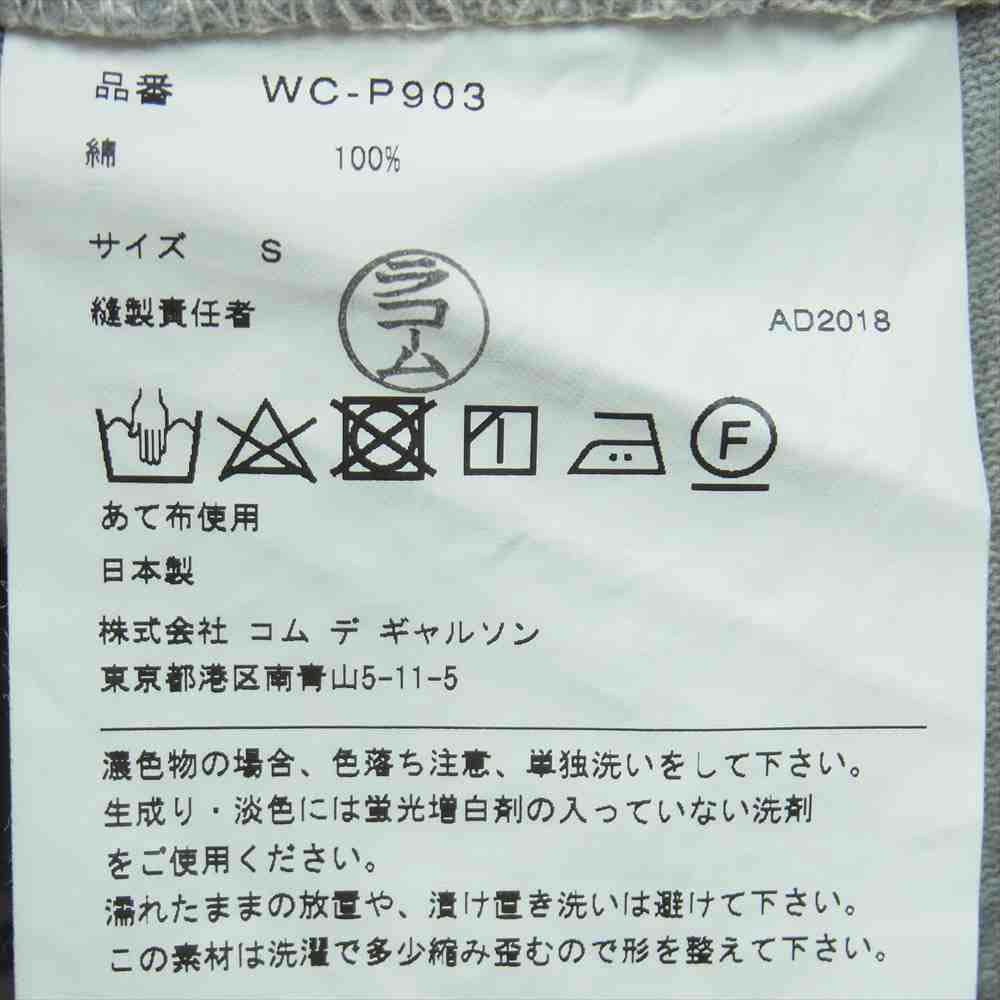 品番 WC-P903
綿 100%
サイズ S
縫製責任者 ラコーム AD2018
F
あて布使用
日本製
株式会社 コム デ ギャルソン
東京都港区南青山5-11-5
濃色物の場合、色落ち注意、単独洗いをして下さい。
生成り・淡色には蛍光増白剤の入っていない洗剤
をご使用ください。
濡れたままの放置や、漬け置き洗いは避けて下さい。
この素材は洗濯で多少縮み歪むので形を整えて下さい。